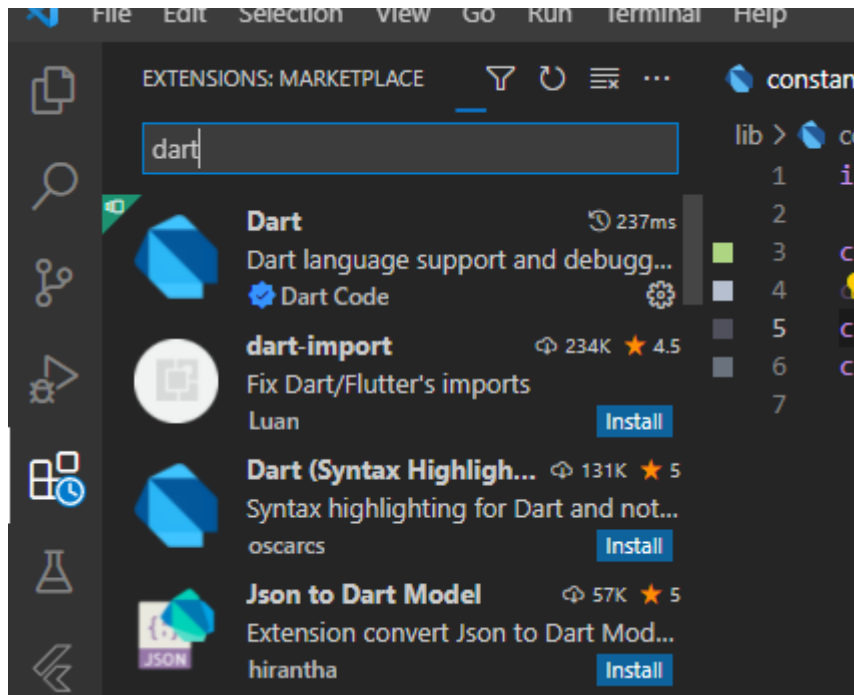 File Edit Selection View Go Run Terminal Help
EXTENSIONS: MARKETPLACE
dart
Dart 237ms
Dart language support and debugg...
Dart Code
dart-import 234K 4.5
Fix Dart/Flutter's imports
Luan Install
Dart (Syntax Highligh... 131K 5
Syntax highlighting for Dart and not...
oscarcs Install
Json to Dart Model 57K 5
Extension convert Json to Dart Mod...
{:} JSON
hirantha Install
constan
lib > co
1 i
2
3 c
4
5 c
6 c
7